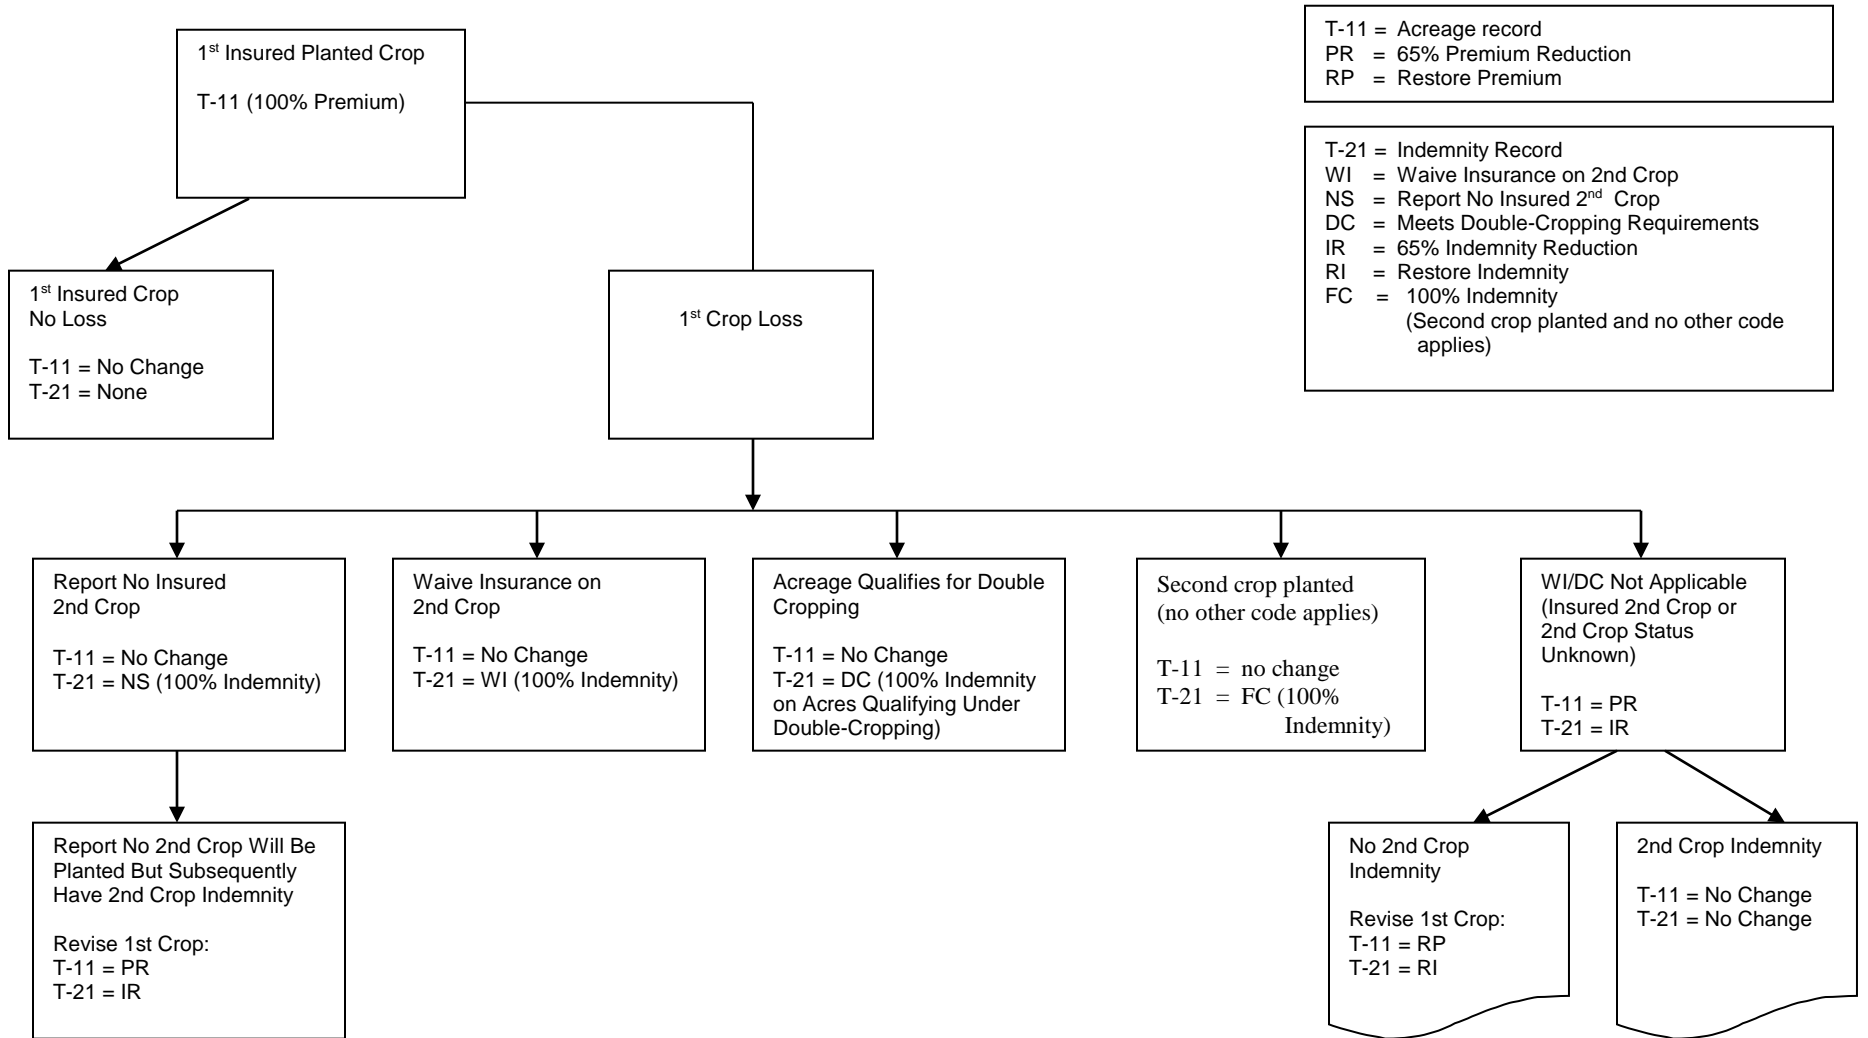 1st Insured Planted Crop
T-11 (100% Premium)
T-11 = Acreage record
PR = 65% Premium Reduction
RP = Restore Premium
T-21 = Indemnity Record
WI = Waive Insurance on 2nd Crop
NS = Report No Insured 2nd Crop
DC = Meets Double-Cropping Requirements
IR = 65% Indemnity Reduction
RI = Restore Indemnity
FC = 100% Indemnity
(Second crop planted and no other code
applies)
1st Insured Crop
No Loss
T-11 = No Change
T-21 = None
1st Crop Loss
Report No Insured
2nd Crop
T-11 = No Change
T-21 = NS (100% Indemnity)
Waive Insurance on
2nd Crop
T-11 = No Change
T-21 = WI (100% Indemnity)
Acreage Qualifies for Double
Cropping
T-11 = No Change
T-21 = DC (100% Indemnity
on Acres Qualifying Under
Double-Cropping)
Second crop planted
(no other code applies)
T-11 = no change
T-21 = FC (100%
Indemnity)
WI/DC Not Applicable
(Insured 2nd Crop or
2nd Crop Status
Unknown)
T-11 = PR
T-21 = IR
Report No 2nd Crop Will Be
Planted But Subsequently
Have 2nd Crop Indemnity
Revise 1st Crop:
T-11 = PR
T-21 = IR
No 2nd Crop
Indemnity
Revise 1st Crop:
T-11 = RP
T-21 = RI
2nd Crop Indemnity
T-11 = No Change
T-21 = No Change